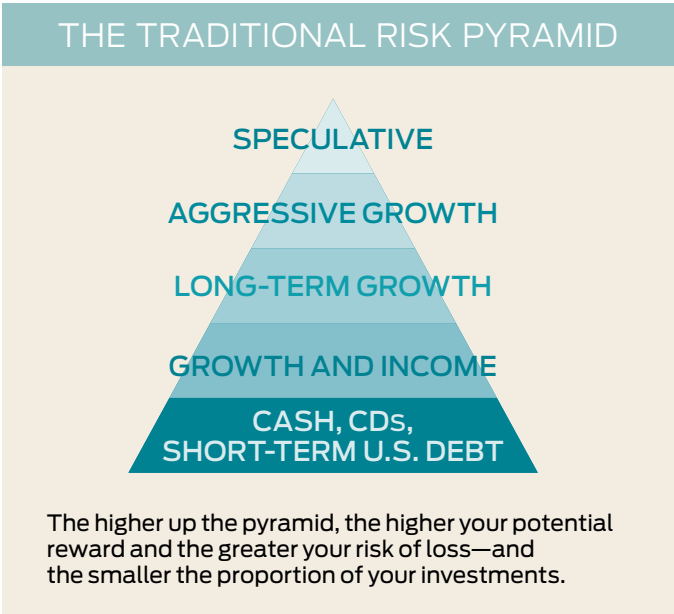 THE TRADITIONAL RISK PYRAMID
SPECULATIVE
AGGRESSIVE GROWTH
LONG-TERM GROWTH
GROWTH AND INCOME
CASH, CDs,
SHORT-TERM U.S. DEBT
The higher up the pyramid, the higher your potential
reward and the greater your risk of loss—and
the smaller the proportion of your investments.